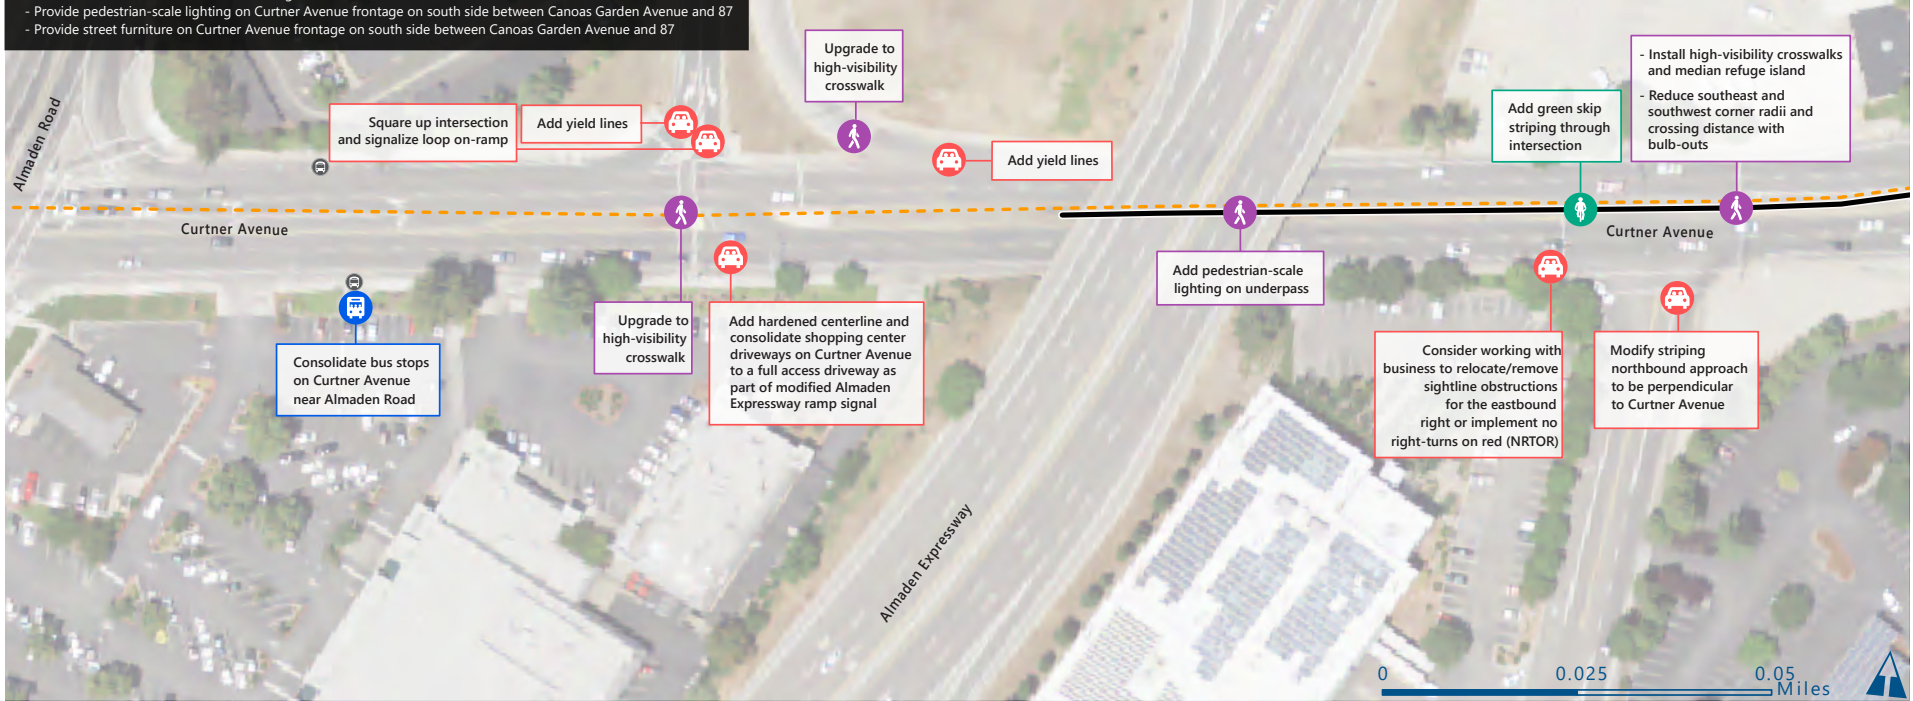 - Provide pedestrian-scale lighting on Curtner Avenue frontage on south side between Canoas Garden Avenue and 87
- Provide street furniture on Curtner Avenue frontage on south side between Canoas Garden Avenue and 87
Almaden Road
Square up intersection
and signalize loop on-ramp
Add yield lines
Upgrade to
high-visibility
crosswalk
Add yield lines
Add green skip
striping through
intersection
- Install high-visibility crosswalks
and median refuge island
- Reduce southeast and
southwest corner radii and
crossing distance with
bulb-outs
Curtner Avenue
Curtner Avenue
Consolidate bus stops
on Curtner Avenue
near Almaden Road
Upgrade to
high-visibility
crosswalk
Add hardened centerline and
consolidate shopping center
driveways on Curtner Avenue
to a full access driveway as
part of modified Almaden
Expressway ramp signal
Add pedestrian-scale
lighting on underpass
Consider working with
business to relocate/remove
sightline obstructions
for the eastbound
right or implement no
right-turns on red (NRTOR)
Modify striping
northbound approach
to be perpendicular
to Curtner Avenue
Almaden Expressway
0 0.025 0.05
Miles